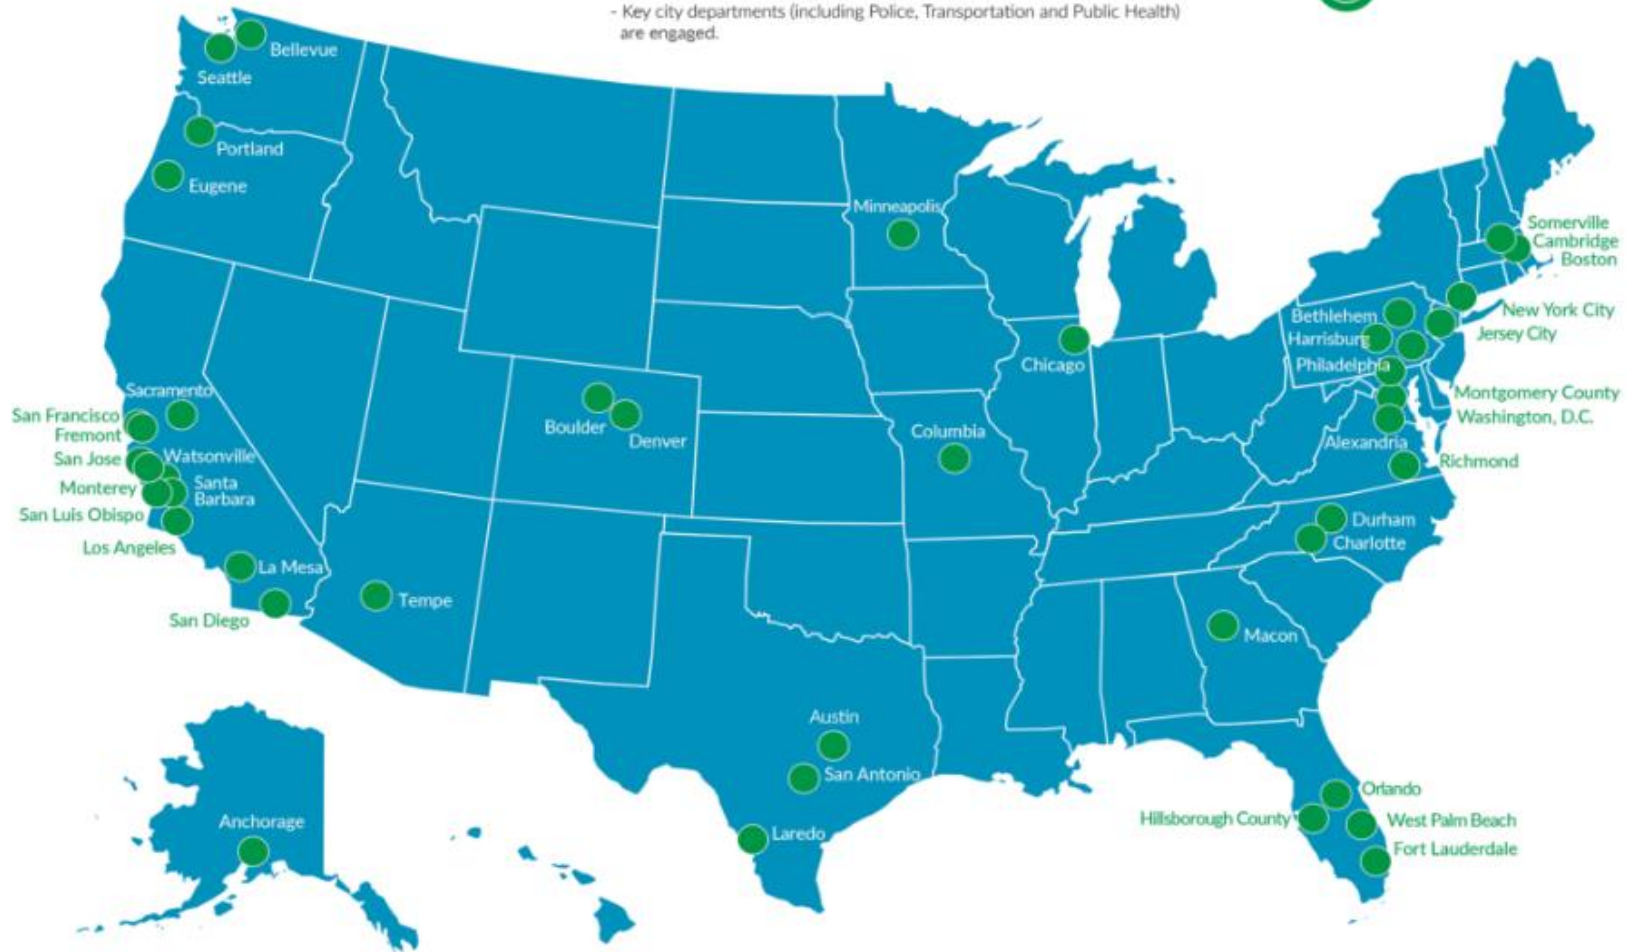 - Key city departments (including Police, Transportation and Public Health)
are engaged.
Bellevue
Seattle
Portland
Eugene
Minneapolis
Somerville
Cambridge
Boston
New York City
Jersey City
Bethlehem
Harrisburg
Philadelphia
Chicago
Montgomery County
Washington, D.C.
Alexandria
Richmond
Sacramento
San Francisco
Fremont
San Jose
Watsonville
Monterey
Santa
Barbara
San Luis Obispo
Los Angeles
La Mesa
San Diego
Boulder
Denver
Columbia
Durham
Charlotte
Tempe
Macon
Austin
San Antonio
Laredo
Anchorage
Orlando
Hillsborough County
West Palm Beach
Fort Lauderdale